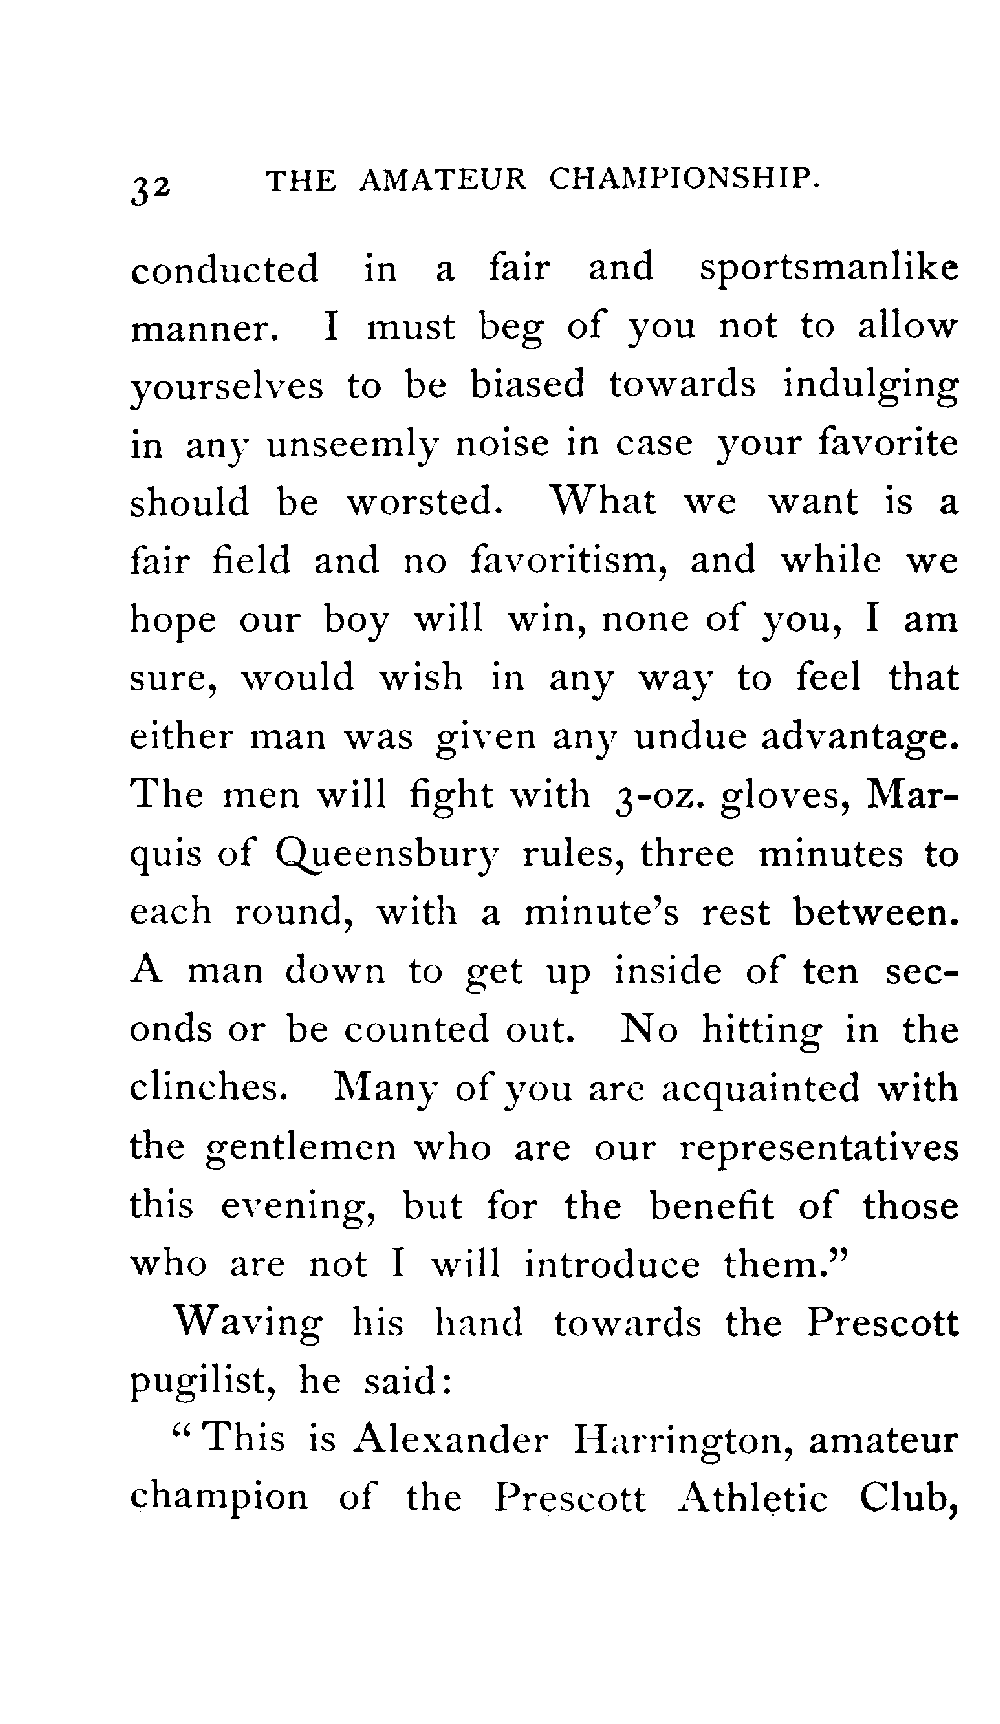 32 THE AMATEUR CHAMPIONSHIP.
conducted in a fair and sportsmanlike
manner. I must beg of you not to allow
yourselves to be biased towards indulging
in any unseemly noise in case your favorite
should be worsted. What we want is a
fair field and no favoritism, and while we
hope our boy will win, none of you, I am
sure, would wish in any way to feel that
either man was given any undue advantage.
The men will fight with 3-oz. gloves, Mar-
quis of Queensbury rules, three minutes to
each round, with a minute's rest between.
A man down to get up inside of ten sec-
onds or be counted out. No hitting in the
clinches. Many of you are acquainted with
the gentlemen who are our representatives
this evening, but for the benefit of those
who are not I will introduce them.”
Waving his hand towards the Prescott
pugilist, he said:
“ This is Alexander Harrington, amateur
champion of the Prescott Athletic Club,